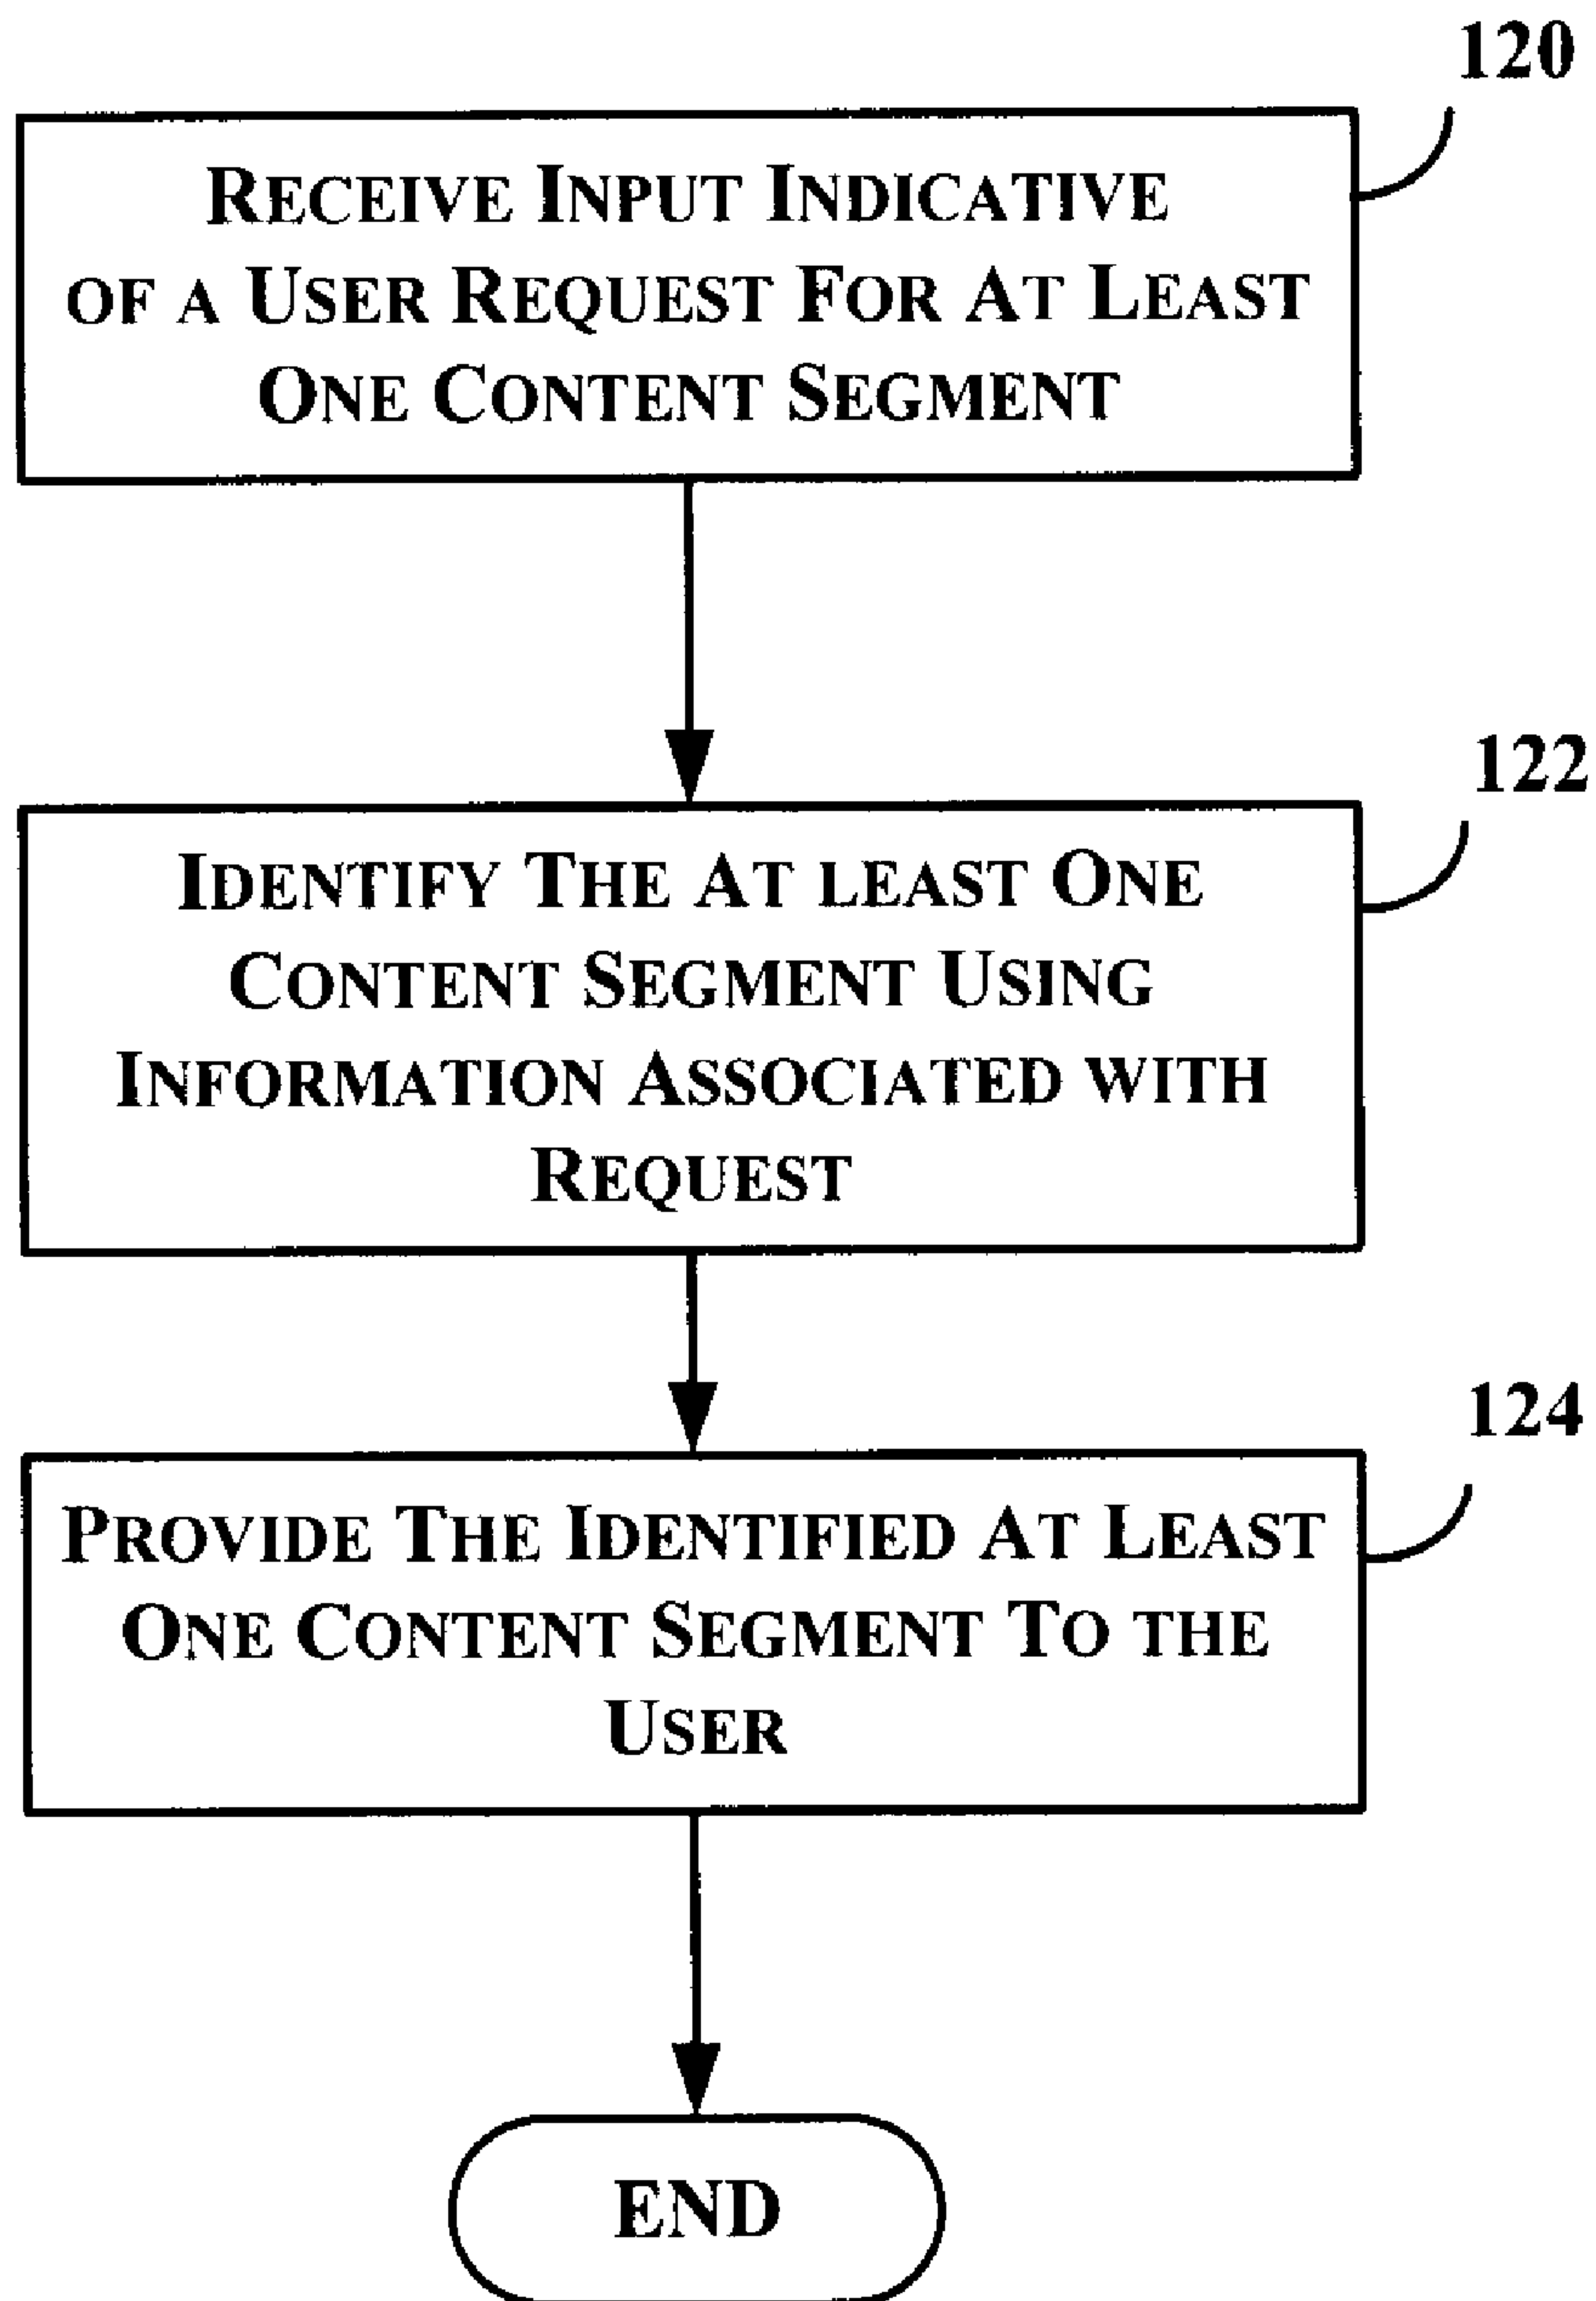 120
RECEIVE INPUT INDICATIVE
OF A USER REQUEST FOR AT LEAST
ONE CONTENT SEGMENT
122
IDENTIFY THE AT LEAST ONE
CONTENT SEGMENT USING
INFORMATION ASSOCIATED WITH
REQUEST
124
PROVIDE THE IDENTIFIED AT LEAST
ONE CONTENT SEGMENT TO THE
USER
END